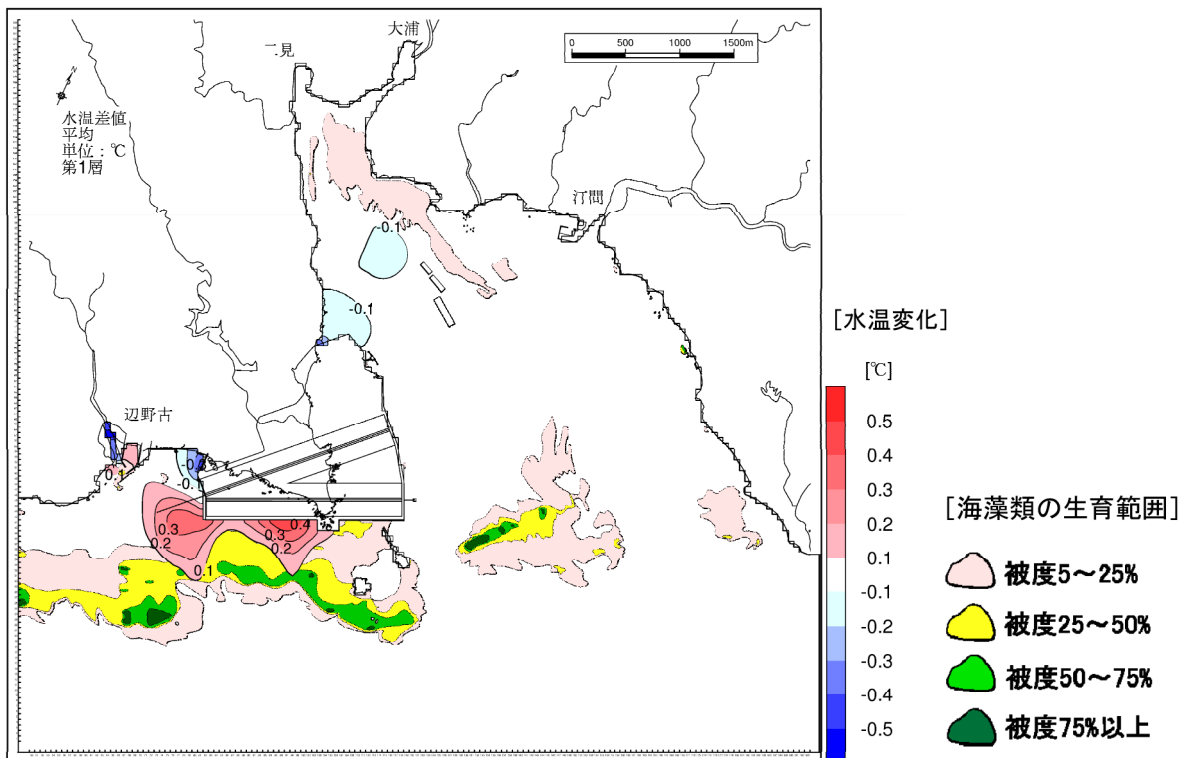 大浦
二見
0 500 1000 1500m
N
水温差値
平均
単位：℃
第1層
汀間
-0.1
-0.1
辺野古
0.1
-0.1
0.3
0.2
0.1
0.4
0.3
0.2
[水温変化]
[℃]
0.5
0.4
0.3
0.2
0.1
-0.1
-0.2
-0.3
-0.4
-0.5
[海藻類の生育範囲]
被度5～25%
被度25～50%
被度50～75%
被度75%以上